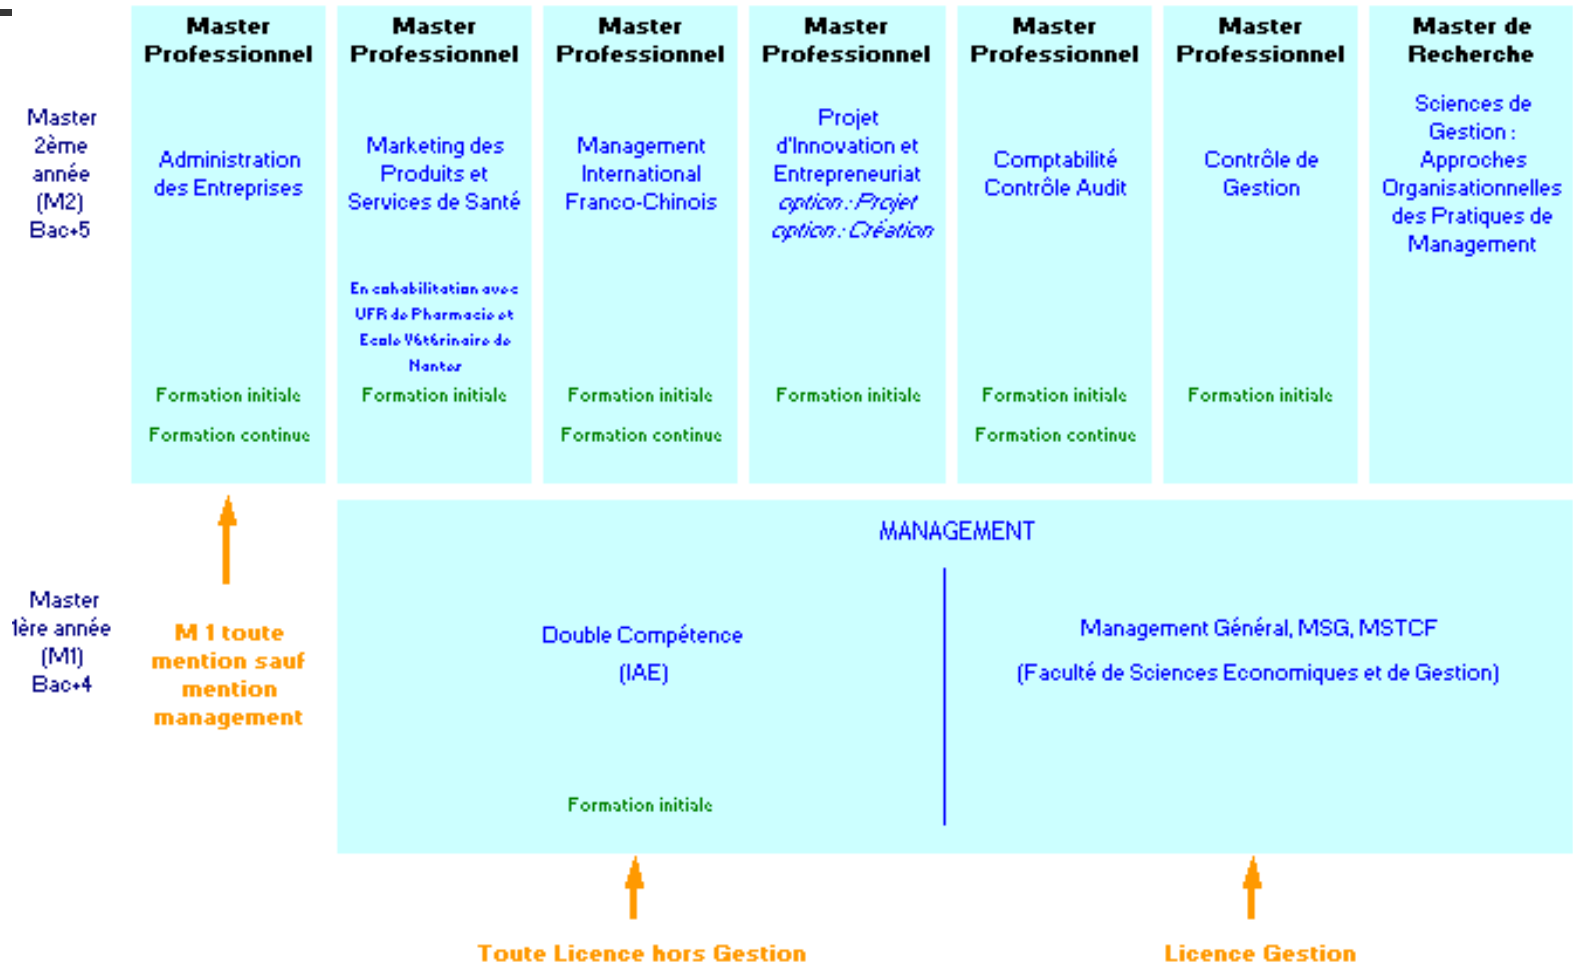 Master
Professionnel
Master
Professionnel
Master
Professionnel
Master
Professionnel
Master
Professionnel
Master
Professionnel
Master de
Recherche
Master
2ème
année
(M2)
Bac+5
Administration
des Entreprises
Marketing des
Produits et
Services de Santé
En cohabilitation avec
UFR de Pharmacie et
Ecole Vétérinaire de
Nantes
Management
International
Franco-Chinois
Projet
d'Innovation et
Entrepreneuriat
option : Projet
option : Création
Comptabilité
Contrôle Audit
Contrôle de
Gestion
Sciences de
Gestion :
Approches
Organisationnelles
des Pratiques de
Management
Formation initiale
Formation initiale
Formation initiale
Formation initiale
Formation initiale
Formation initiale
Formation continue
Formation continue
Formation continue
MANAGEMENT
Master
1ère année
(M1)
Bac+4
M 1 toute
mention sauf
mention
management
Double Compétence
(IAE)
Formation initiale
Management Général, MSG, MSTCF
(Faculté de Sciences Economiques et de Gestion)
Toute Licence hors Gestion
Licence Gestion